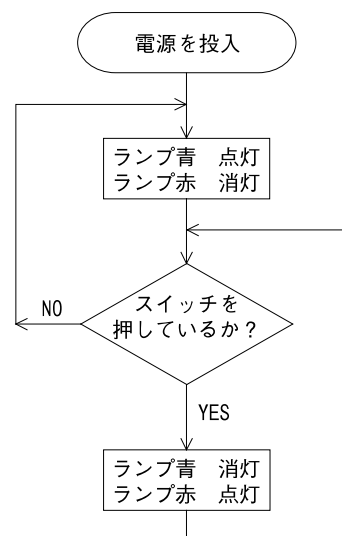 電源を投入
ランプ青　点灯
ランプ赤　消灯
スイッチを
押しているか？
NO
YES
ランプ青　消灯
ランプ赤　点灯